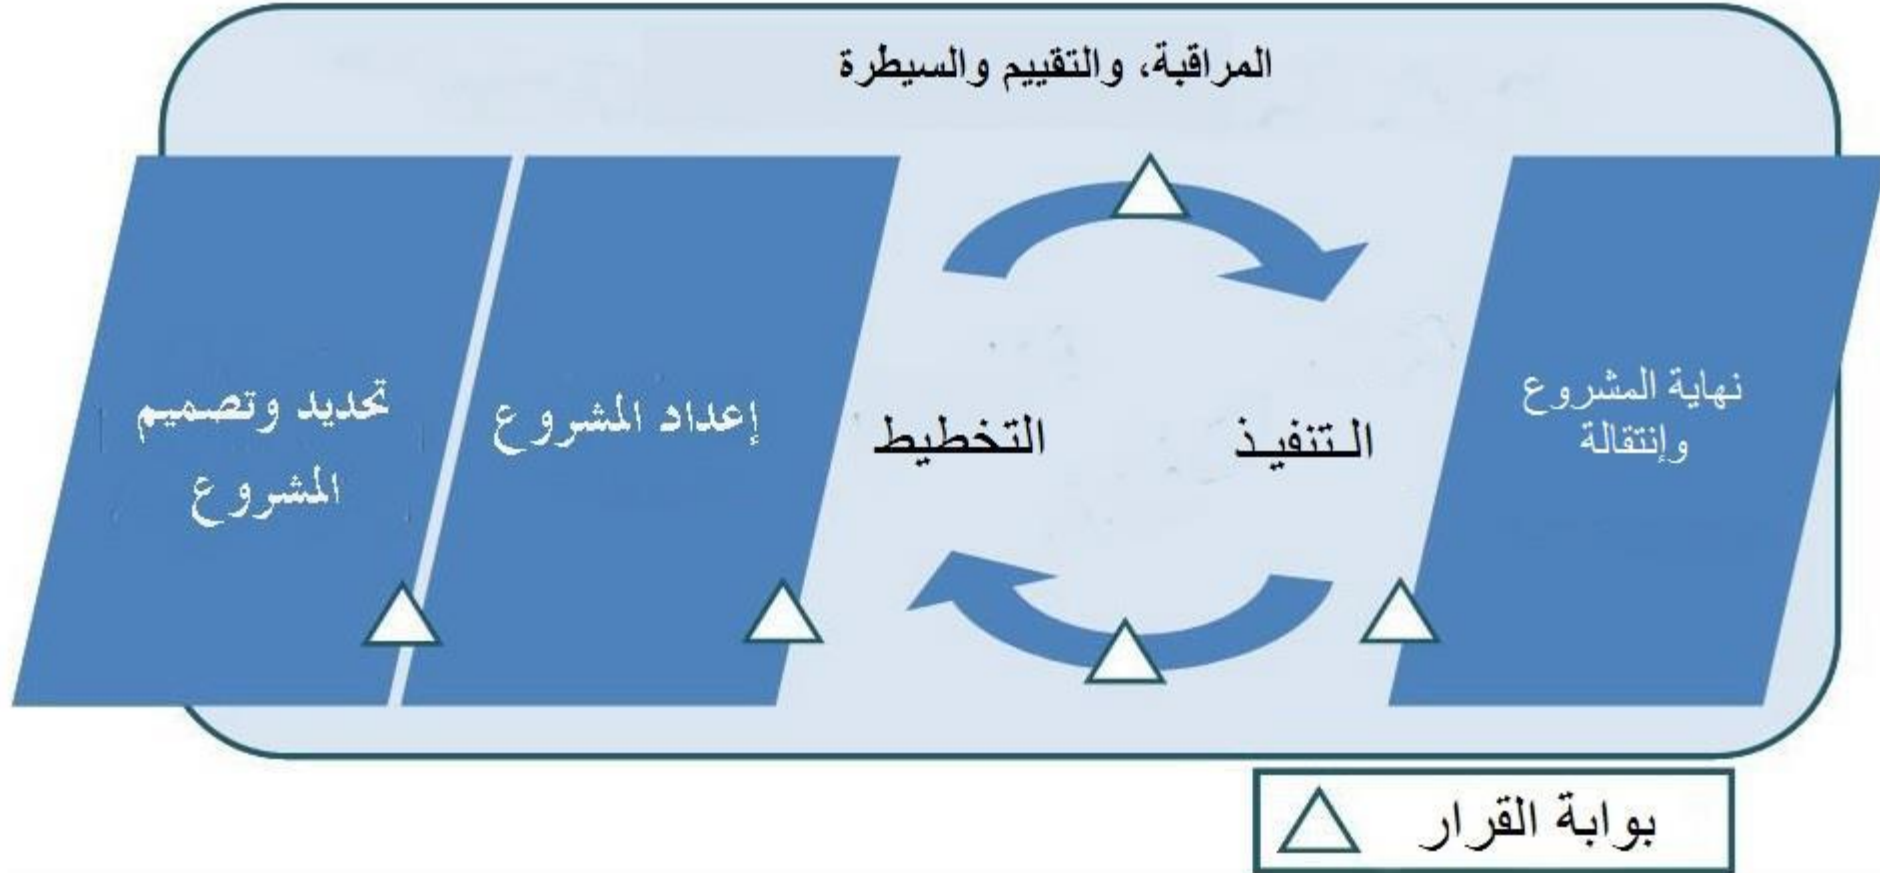 المراقبة، والتقييم والسيطرة
تحديد وتصميم
المشروع
إعداد المشروع
التخطيط
الـتنفيـذ
نهاية المشروع
وإنتقالة
بوابة القرار